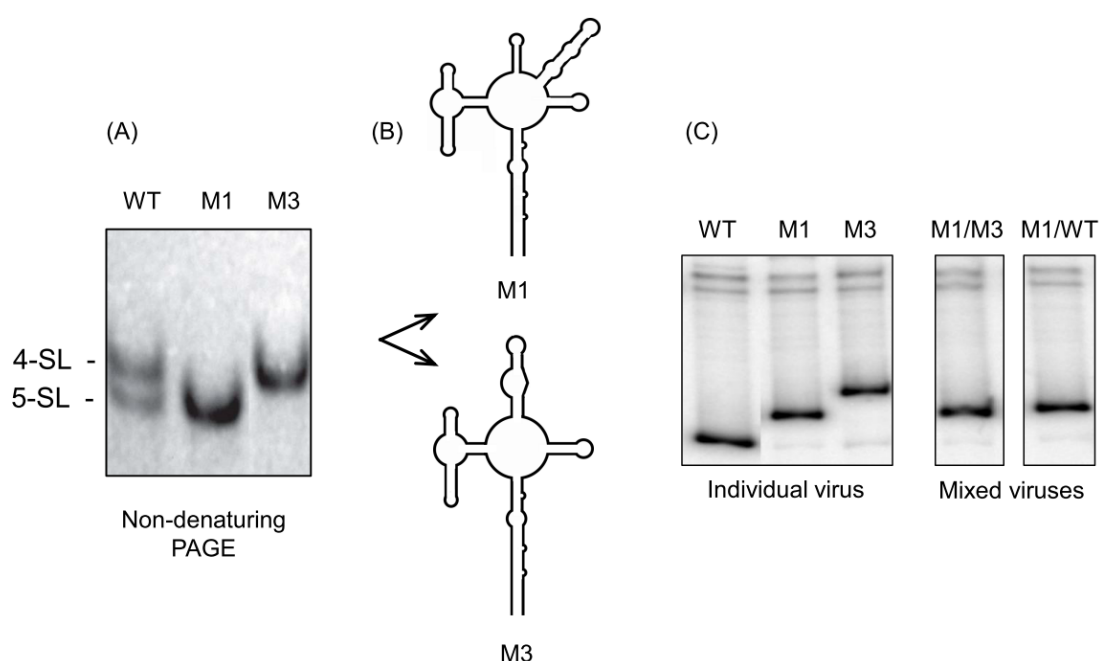 (A)
WT M1 M3
4-SL -
5-SL -
Non-denaturing
PAGE
(B)
M1
M3
(C)
WT M1 M3 M1/M3 M1/WT
Individual virus Mixed viruses